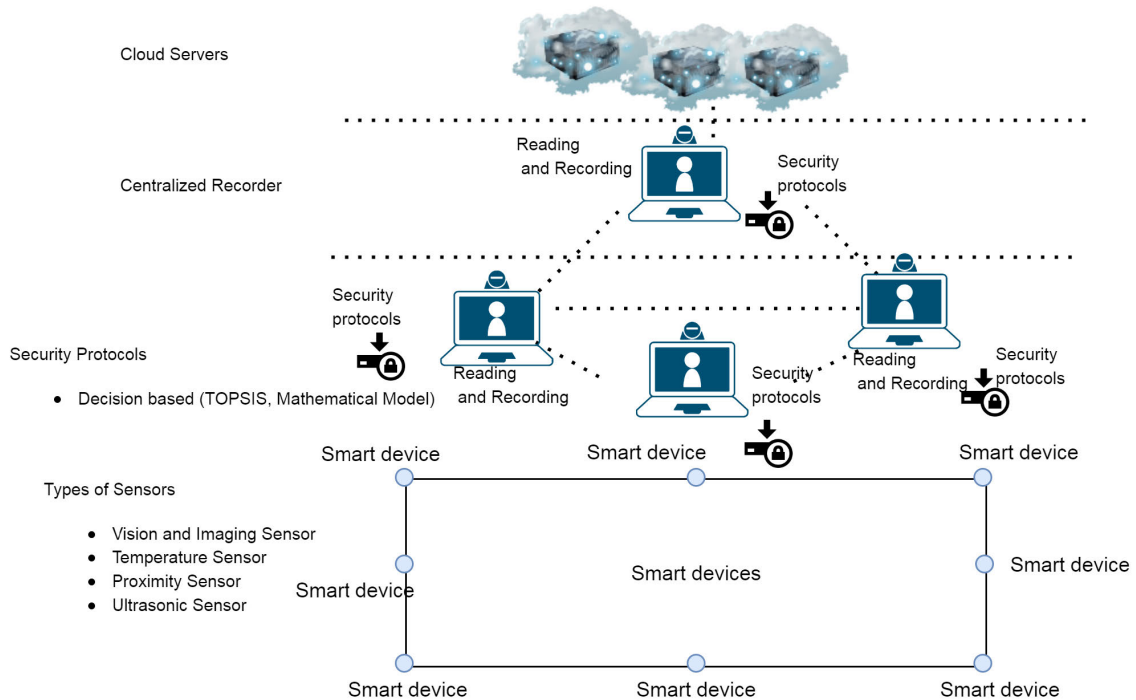 Cloud Servers
Reading
and Recording
Security
protocols
Centralized Recorder
Security
protocols
Security Protocols
● Decision based (TOPSIS, Mathematical Model)
Reading
and Recording
Security
protocols
Reading
and Recording
Security
protocols
Smart device
Smart device
Smart device
Types of Sensors
● Vision and Imaging Sensor
● Temperature Sensor
● Proximity Sensor
● Ultrasonic Sensor
Smart device
Smart devices
Smart device
Smart device
Smart device
Smart device